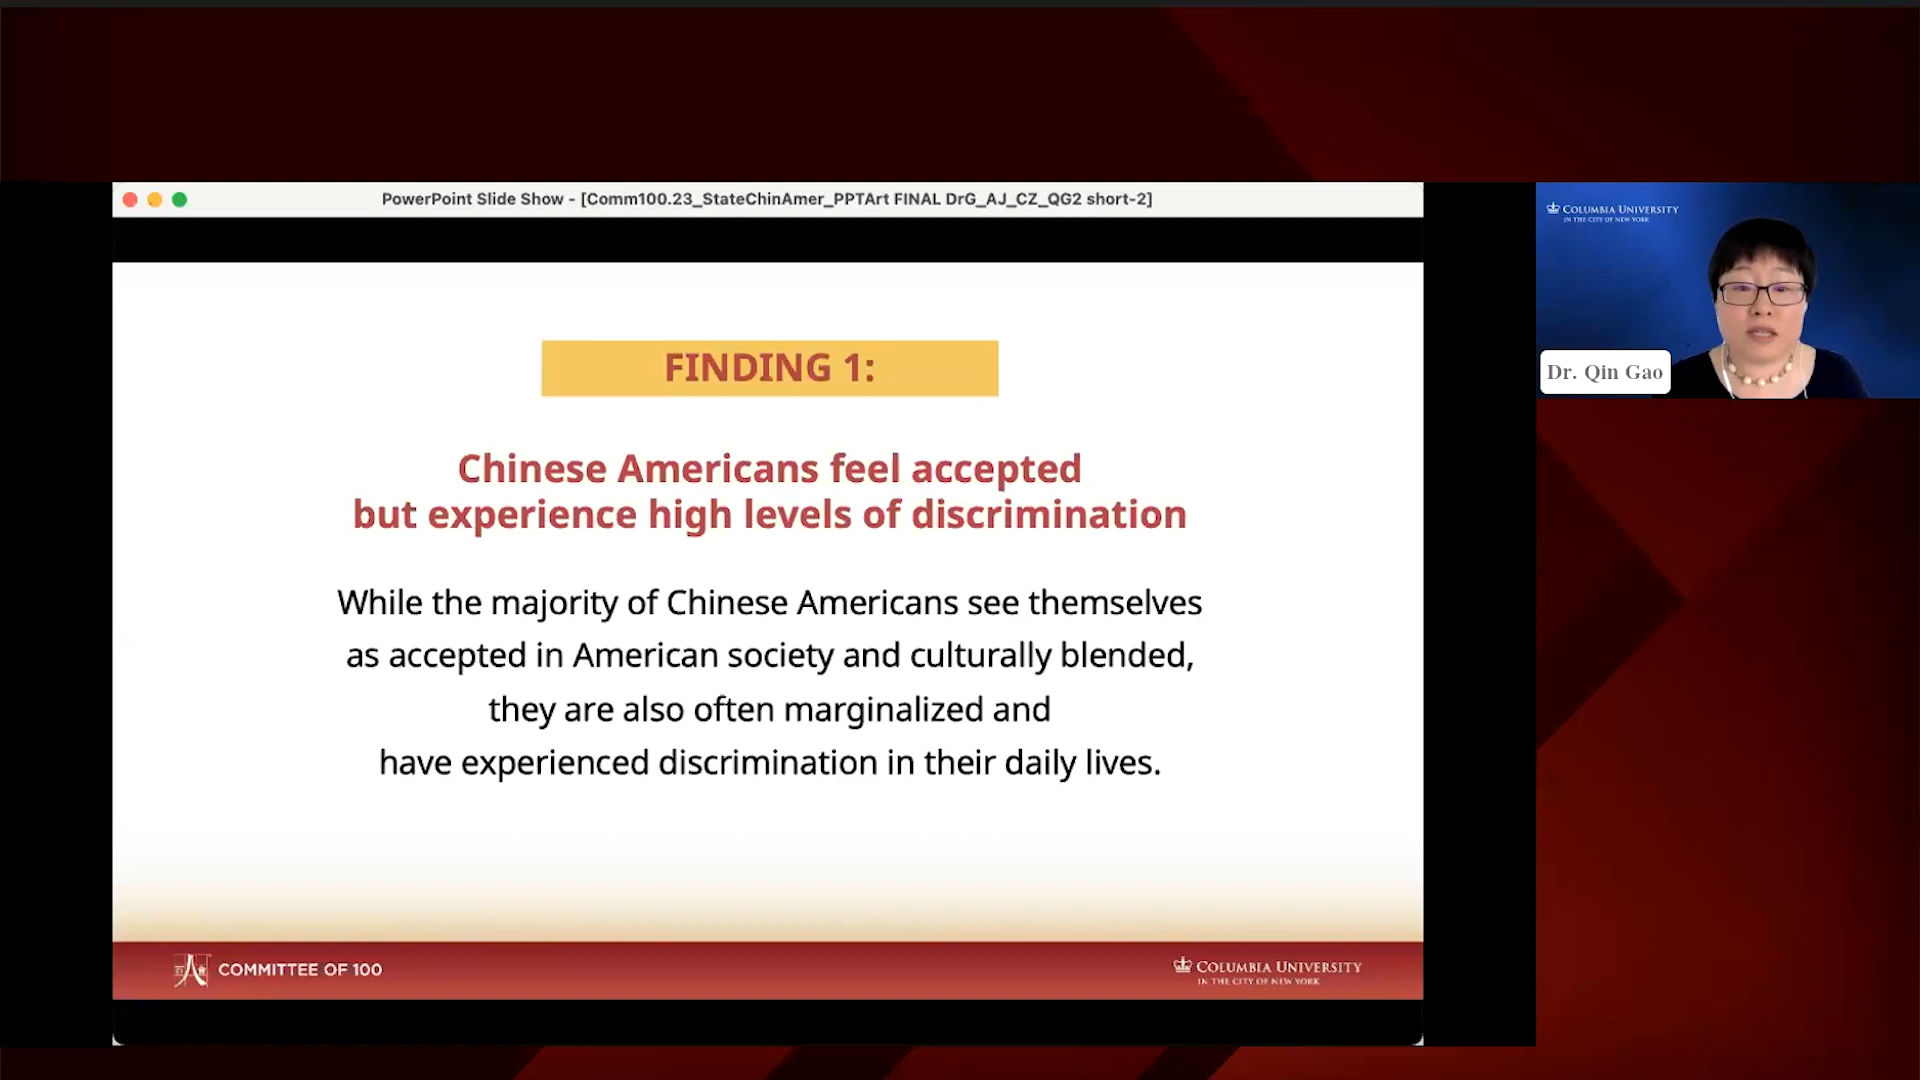 PowerPoint Slide Show - [Comm100.23_StateChinAmer_PPTArt FINAL DrG_AJ_CZ_QG2 short-2]
COLUMBIA UNIVERSITY
IN THE CITY OF NEW YORK
Dr. Qin Gao
FINDING 1:
Chinese Americans feel accepted
but experience high levels of discrimination
While the majority of Chinese Americans see themselves
as accepted in American society and culturally blended,
they are also often marginalized and
have experienced discrimination in their daily lives.
COMMITTEE OF 100
COLUMBIA UNIVERSITY
IN THE CITY OF NEW YORK